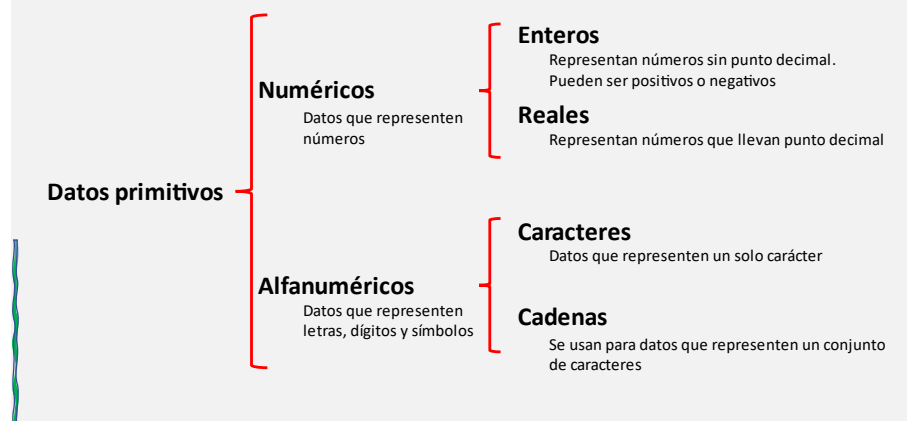 Datos primitivos
Numéricos
Datos que representen
números
Enteros
Representan números sin punto decimal.
Pueden ser positivos o negativos
Reales
Representan números que llevan punto decimal
Alfanuméricos
Datos que representen
letras, dígitos y símbolos
Caracteres
Datos que representen un solo carácter
Cadenas
Se usan para datos que representen un conjunto
de caracteres